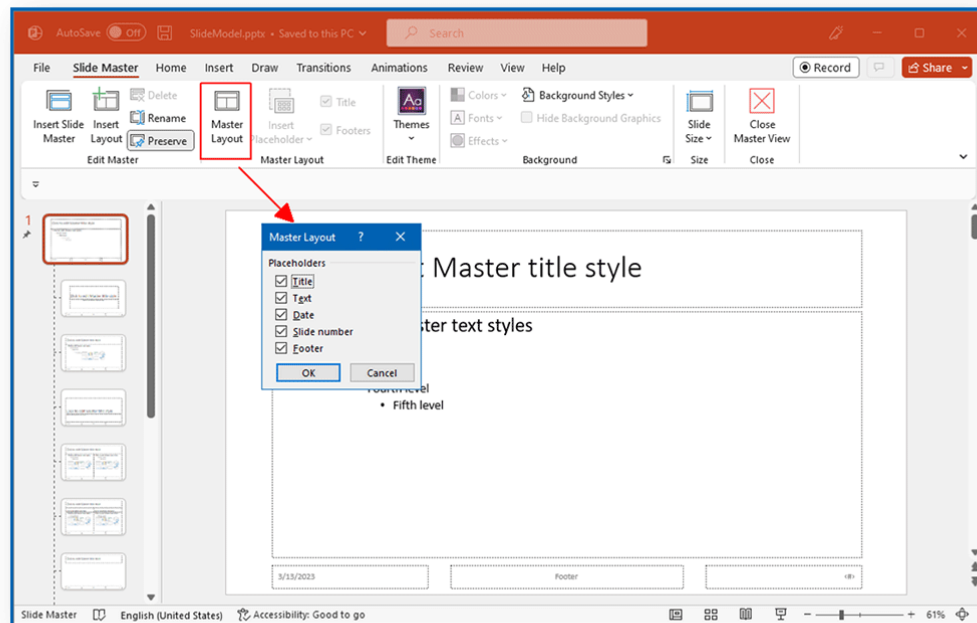 AutoSave Off SlideModel.pptx • Saved to this PC Search
File Slide Master Home Insert Draw Transitions Animations Review View Help Record Share
Insert Slide Master
Insert Layout
Delete
Rename
Preserve
Edit Master
Master Layout
Insert Placeholder
Title
Footers
Master Layout
Aa
Themes
Edit Theme
Colors
Fonts
Effects
Background Styles
Hide Background Graphics
Background
Slide Size
Size
Close Master View
Close
1
Master Layout ? ×
Placeholders
Title
Text
Date
Slide number
Footer
OK Cancel
Master title style
text styles
Fourth level
• Fifth level
3/13/2023 Footer ‹#›
Slide Master English (United States) Accessibility: Good to go 61%